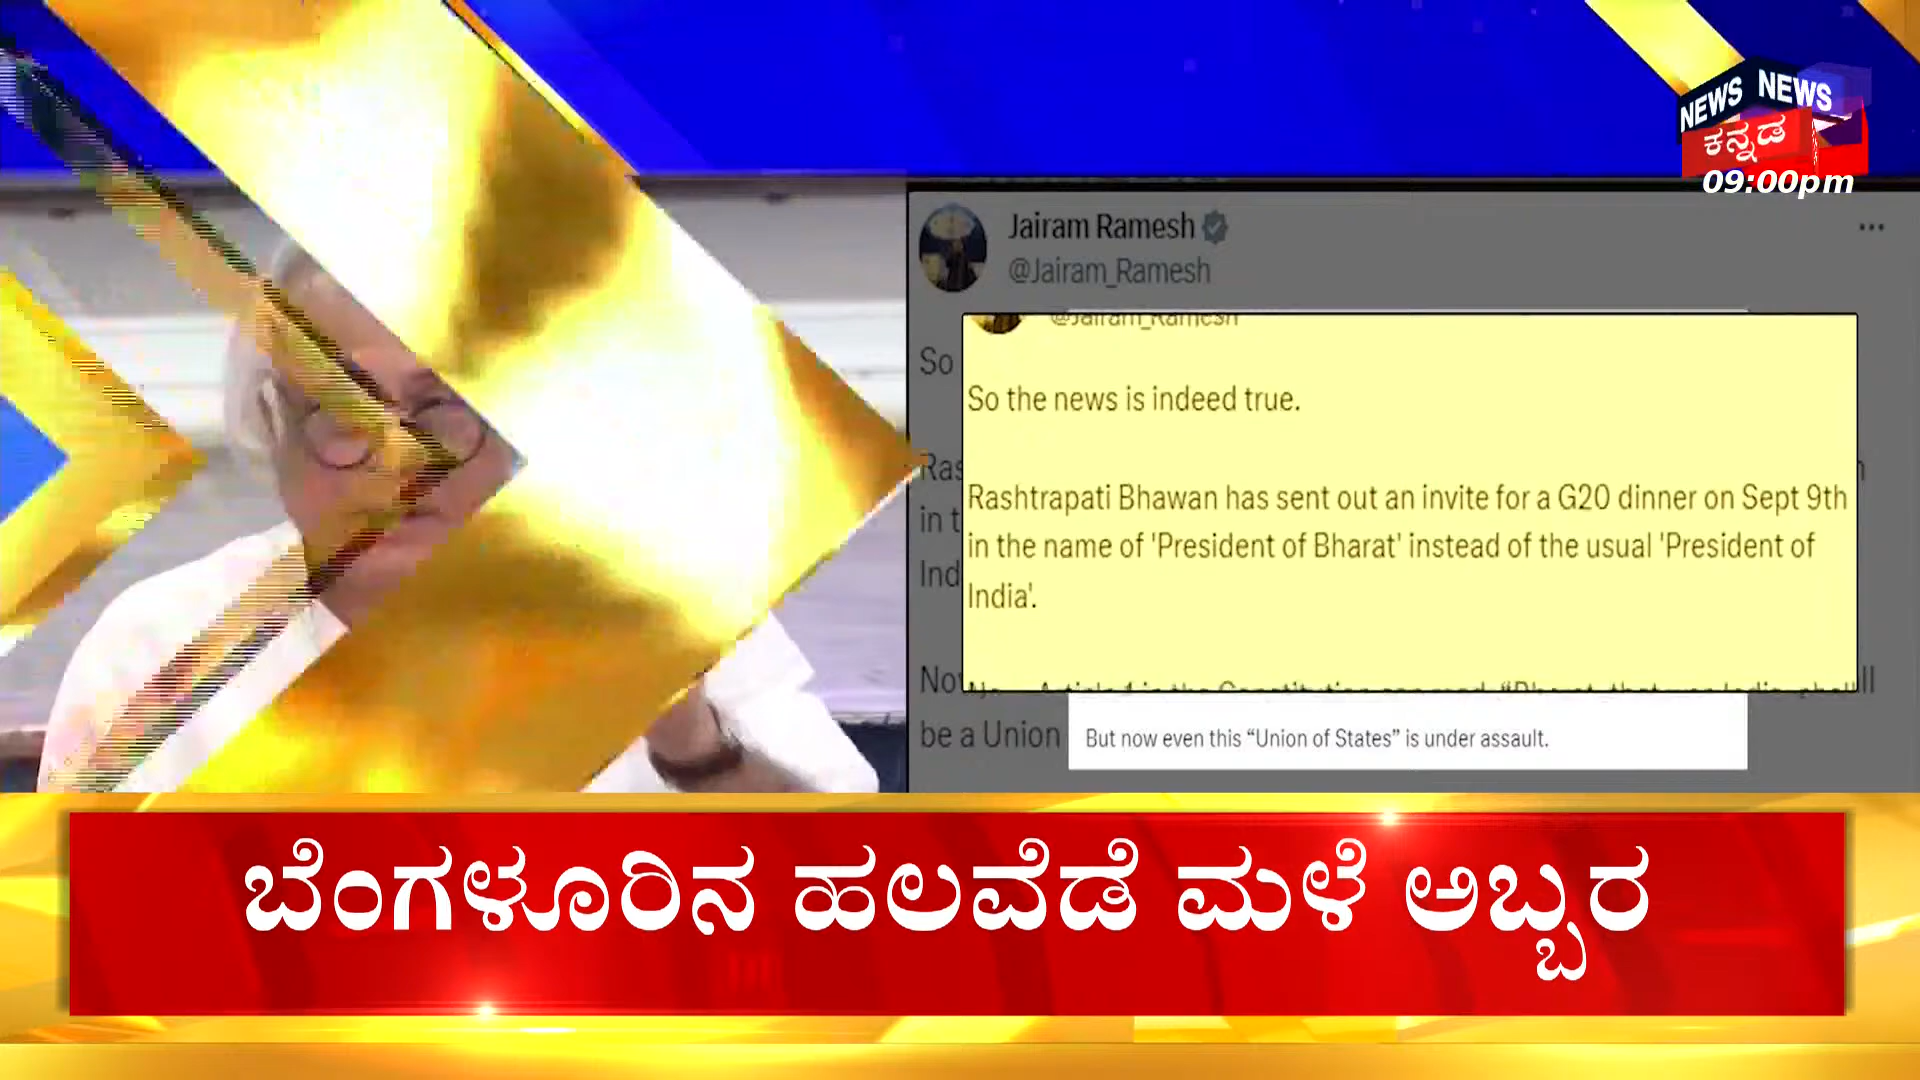 NEWS NEWS
ಕನ್ನಡ
09:00pm
Jairam Ramesh
@Jairam_Ramesh
@Jairam_Ramesh
So
So the news is indeed true.
Rashtrapati Bhawan has sent out an invite for a G20 dinner on Sept 9th
in the name of 'President of Bharat' instead of the usual 'President of
India'.
be a Union
But now even this “Union of States” is under assault.
ಬೆಂಗಳೂರಿನ ಹಲವೆಡೆ ಮಳೆ ಅಬ್ಬರ